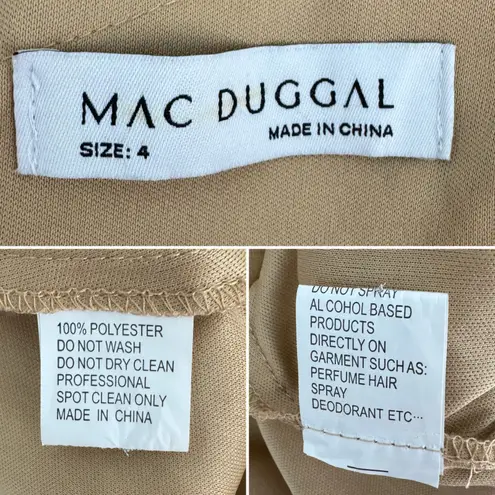 MAC DUGGAL
SIZE: 4
MADE IN CHINA
100% POLYESTER
DO NOT WASH
DO NOT DRY CLEAN
PROFESSIONAL
SPOT CLEAN ONLY
MADE IN CHINA
DO NOT SPRAY
ALCOHOL BASED
PRODUCTS
DIRECTLY ON
GARMENT SUCH AS:
PERFUME HAIR
SPRAY
DEODORANT ETC···